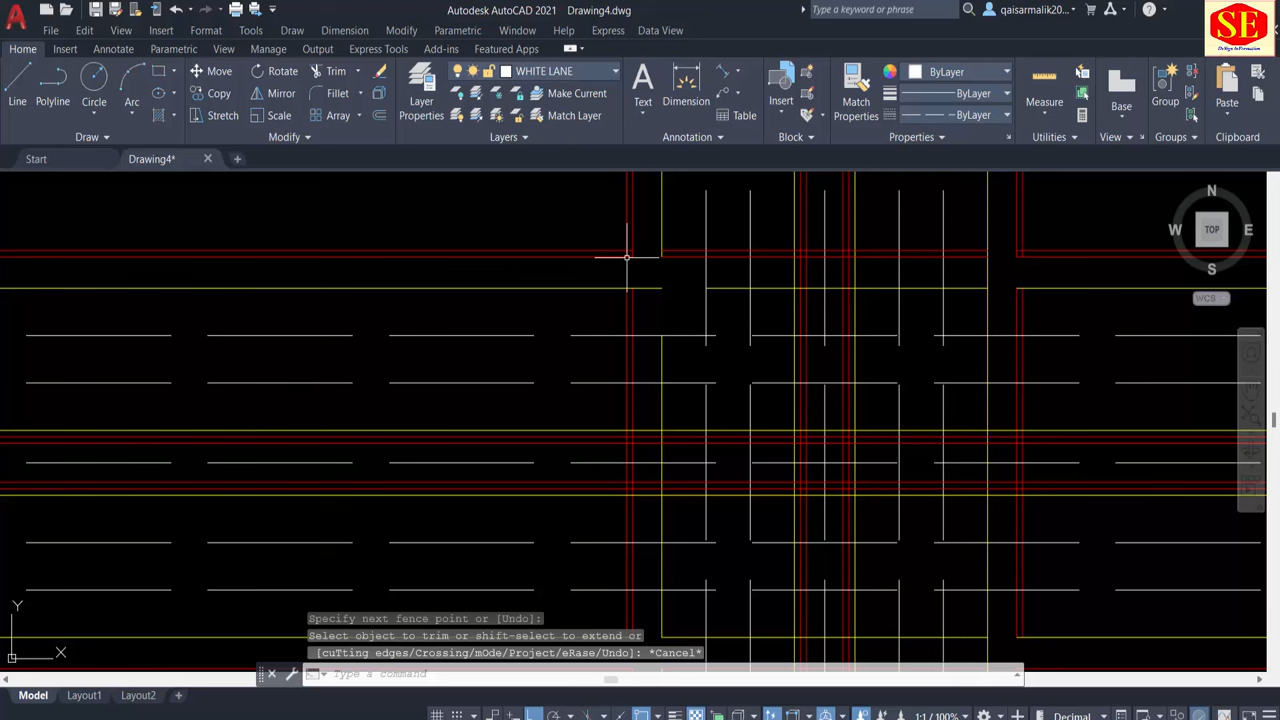 Autodesk AutoCAD 2021 Drawing4.dwg
Type a keyword or phrase
qaisarmalik20...
SE
DeSign InFormation
File Edit View Insert Format Tools Draw Dimension Modify Parametric Window Help Express Data View
Home Insert Annotate Parametric View Manage Output Express Tools Add-ins Featured Apps
Line Polyline Circle Arc
Move Rotate Trim
Copy Mirror Fillet
Stretch Scale Array
Layer Properties
WHITE LANE
Make Current
Match Layer
Text Dimension
Table
Insert
Match Properties
ByLayer
ByLayer
ByLayer
Measure
Base
Group
Paste
Draw Modify Layers Annotation Block Properties Utilities View Groups Clipboard
Start Drawing4*
N
W TOP E
S
WCS
Y
X
Specify next fence point or [Undo]:
Select object to trim or shift-select to extend or
[cuTting edges/Crossing/mOde/Project/eRase/Undo]: *Cancel*
Type a command
Model Layout1 Layout2
1:1 / 100% Decimal